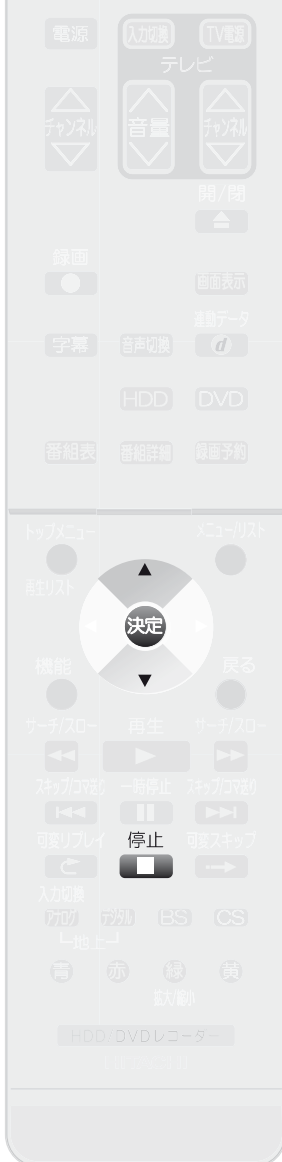 電源 入力切換 TV電源
テレビ
チャンネル 音量 チャンネル
開/閉
録画
画面表示
連動データ
字幕 音声切換 d
HDD DVD
番組表 番組詳細 録画予約
トップメニュー メニュー/リスト
再生リスト
決定
機能 戻る
サーチ/スロー 再生 サーチ/スロー
スキップ/コマ送り 一時停止 スキップ/コマ送り
可変リプレイ 停止 可変スキップ
入力切換
アナログ デジタル BS CS
地上
青 赤 緑 黄
拡大/縮小
HDD/DVDレコーダー